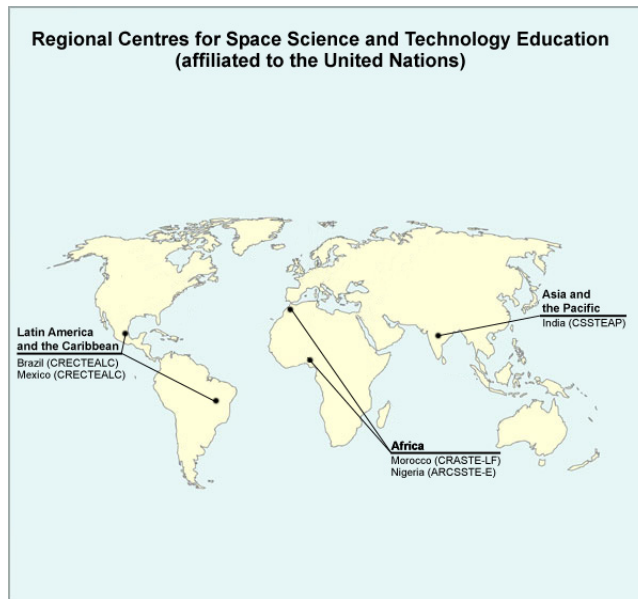 Regional Centres for Space Science and Technology Education
(affiliated to the United Nations)
Asia and
the Pacific
India (CSSTEAP)
Latin America
and the Caribbean
Brazil (CRECTEALC)
Mexico (CRECTEALC)
Africa
Morocco (CRASTE-LF)
Nigeria (ARCSSTE-E)